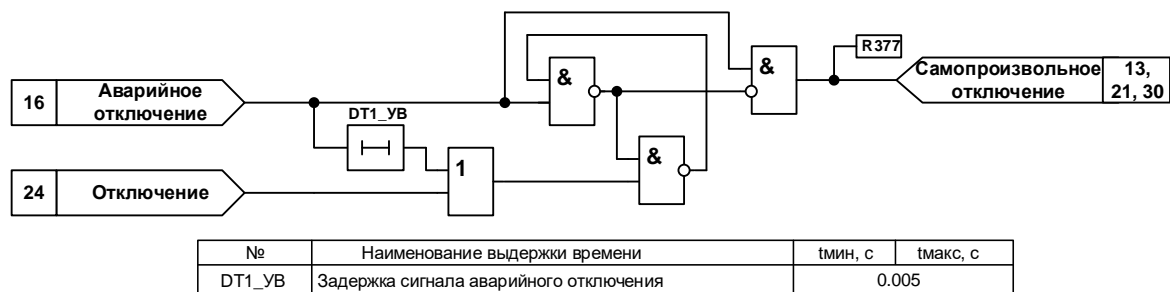 R377
&
&
16
Аварийное
отключение
Самопроизвольное
отключение
13,
21, 30
DT1_УВ
&
1
24
Отключение
№ Наименование выдержки времени tмин, с tмакс, с
DT1_УВ Задержка сигнала аварийного отключения 0.005